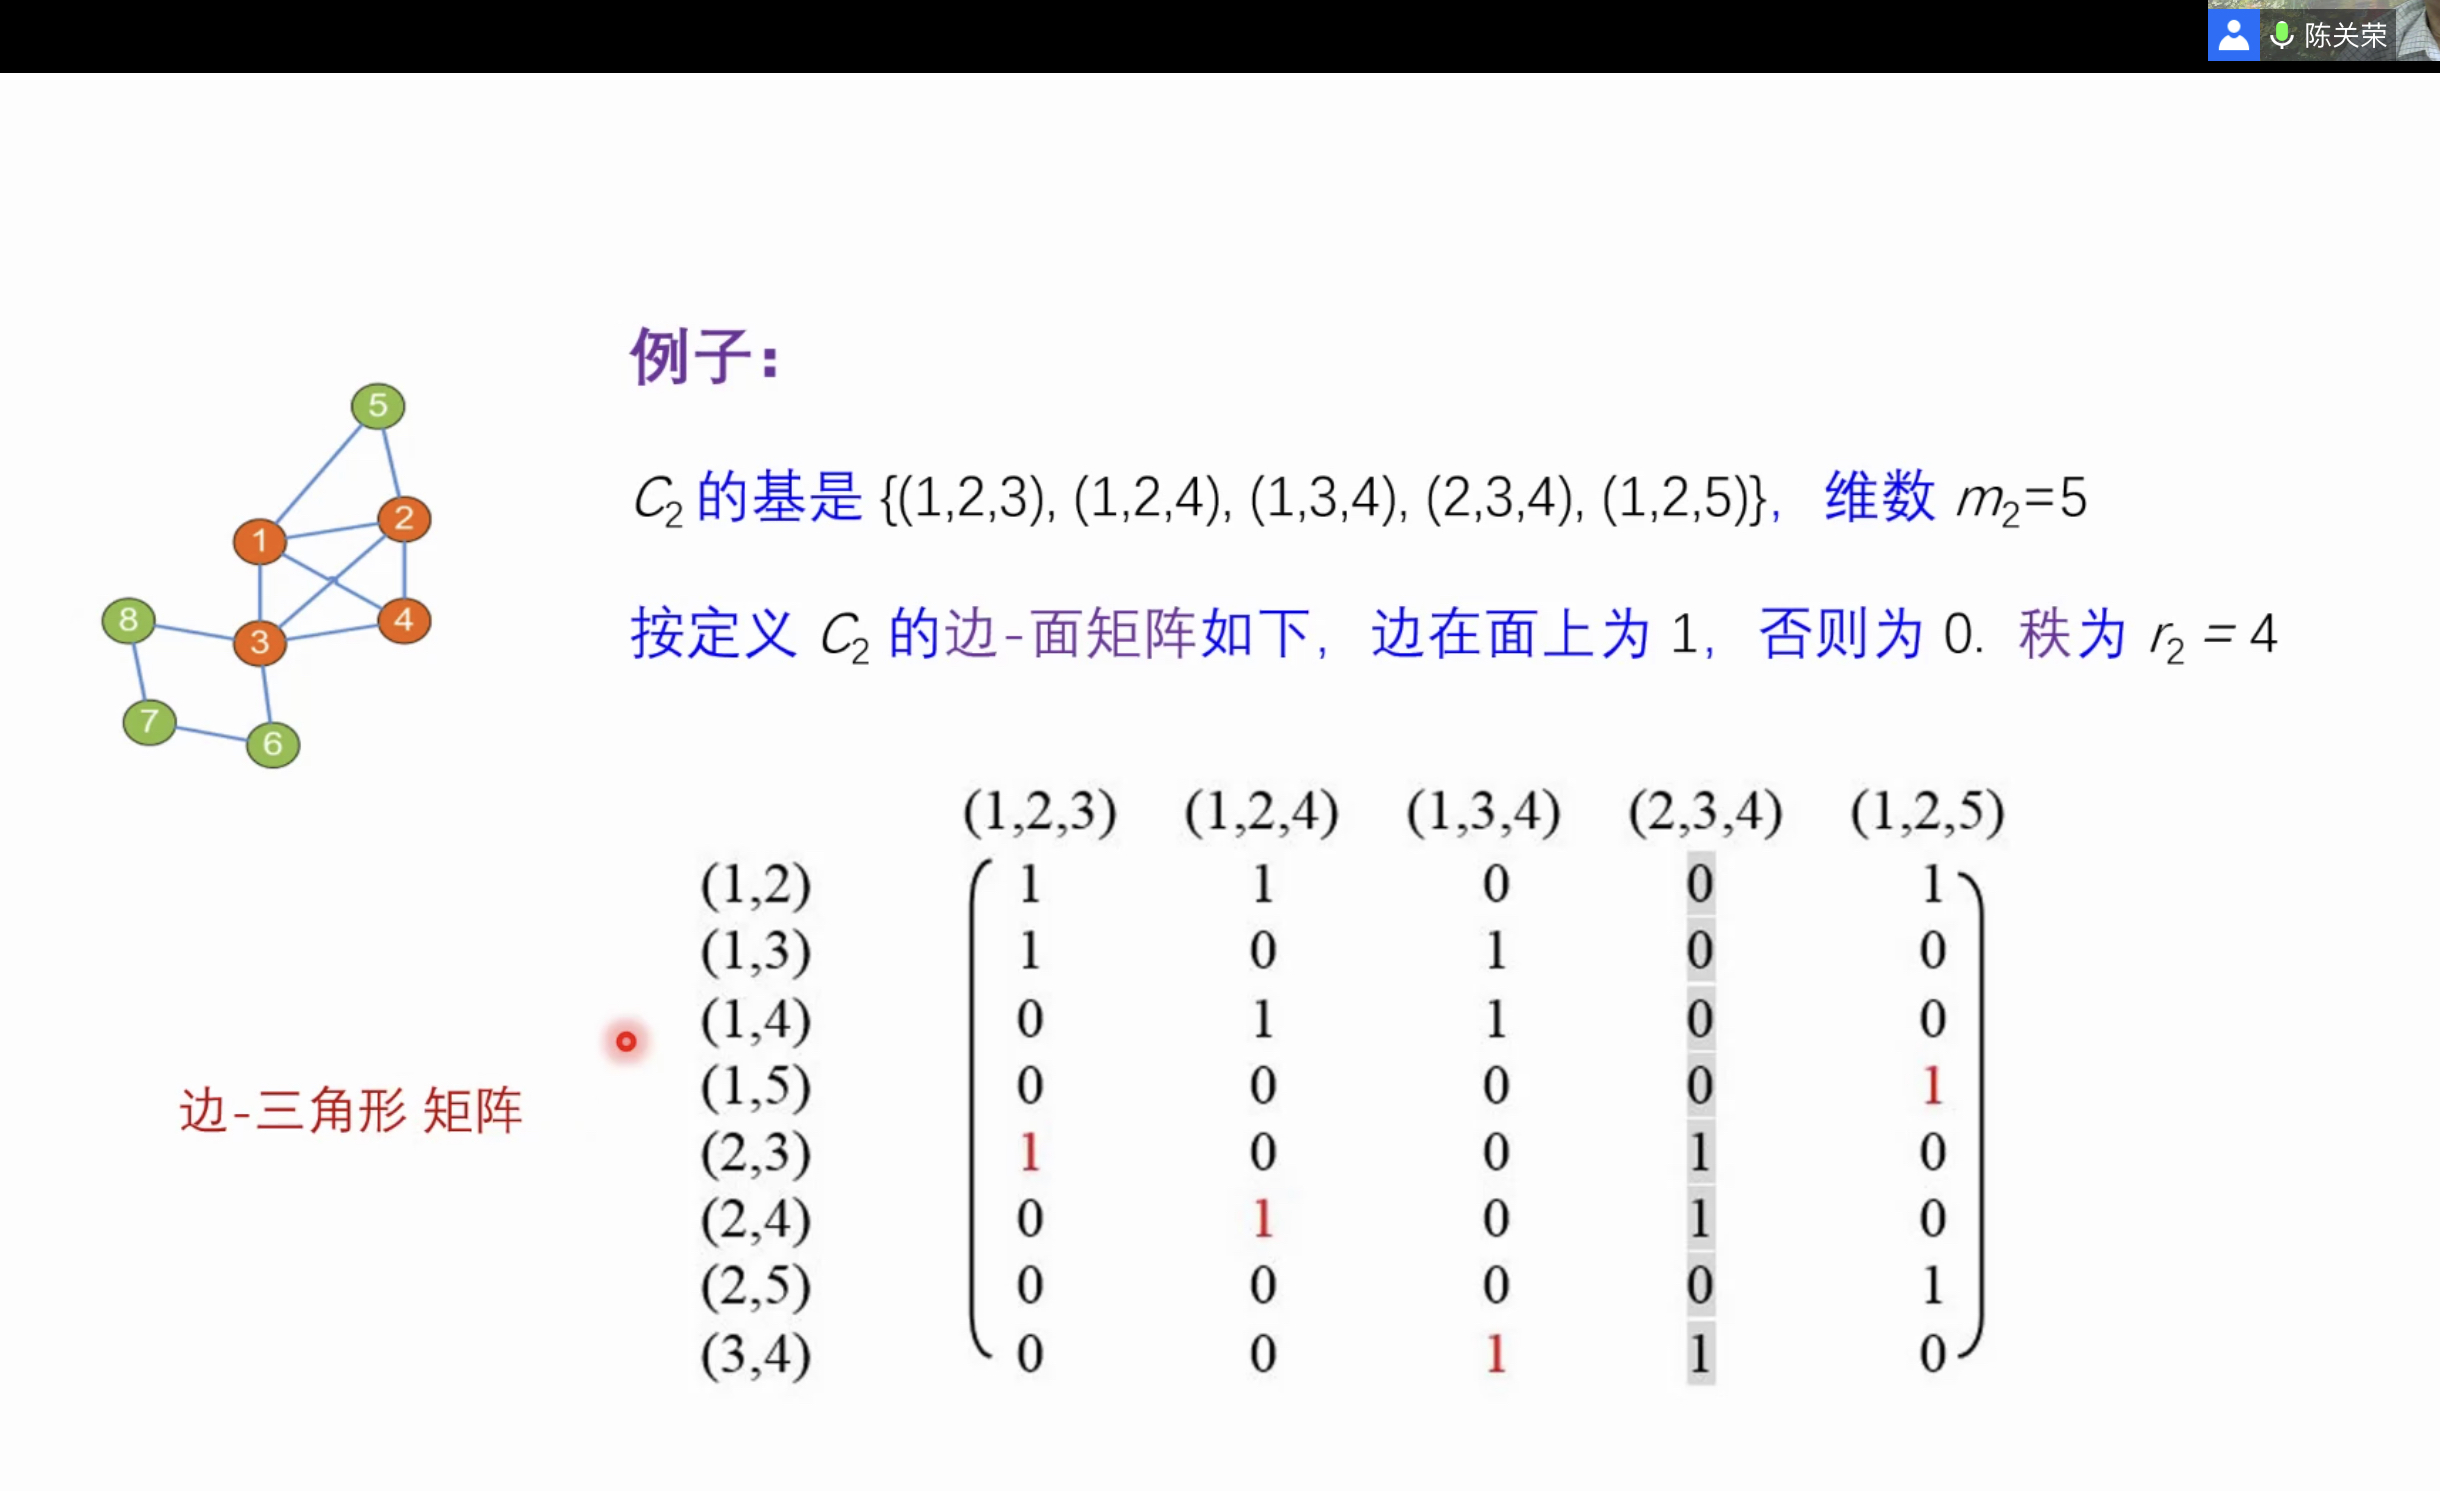 陈关荣
例子:
C₂ 的基是 {(1,2,3), (1,2,4), (1,3,4), (2,3,4), (1,2,5)}, 维数 m₂=5
按定义 C₂ 的边-面矩阵如下, 边在面上为 1, 否则为 0. 秩为 r₂ = 4
5
2
1
8
3
4
7
6
(1,2,3) (1,2,4) (1,3,4) (2,3,4) (1,2,5)
(1,2) 1 1 0 0 1
(1,3) 1 0 1 0 0
(1,4) 0 1 1 0 0
(1,5) 0 0 0 0 1
(2,3) 1 0 0 1 0
(2,4) 0 1 0 1 0
(2,5) 0 0 0 0 1
(3,4) 0 0 1 1 0
边-三角形 矩阵